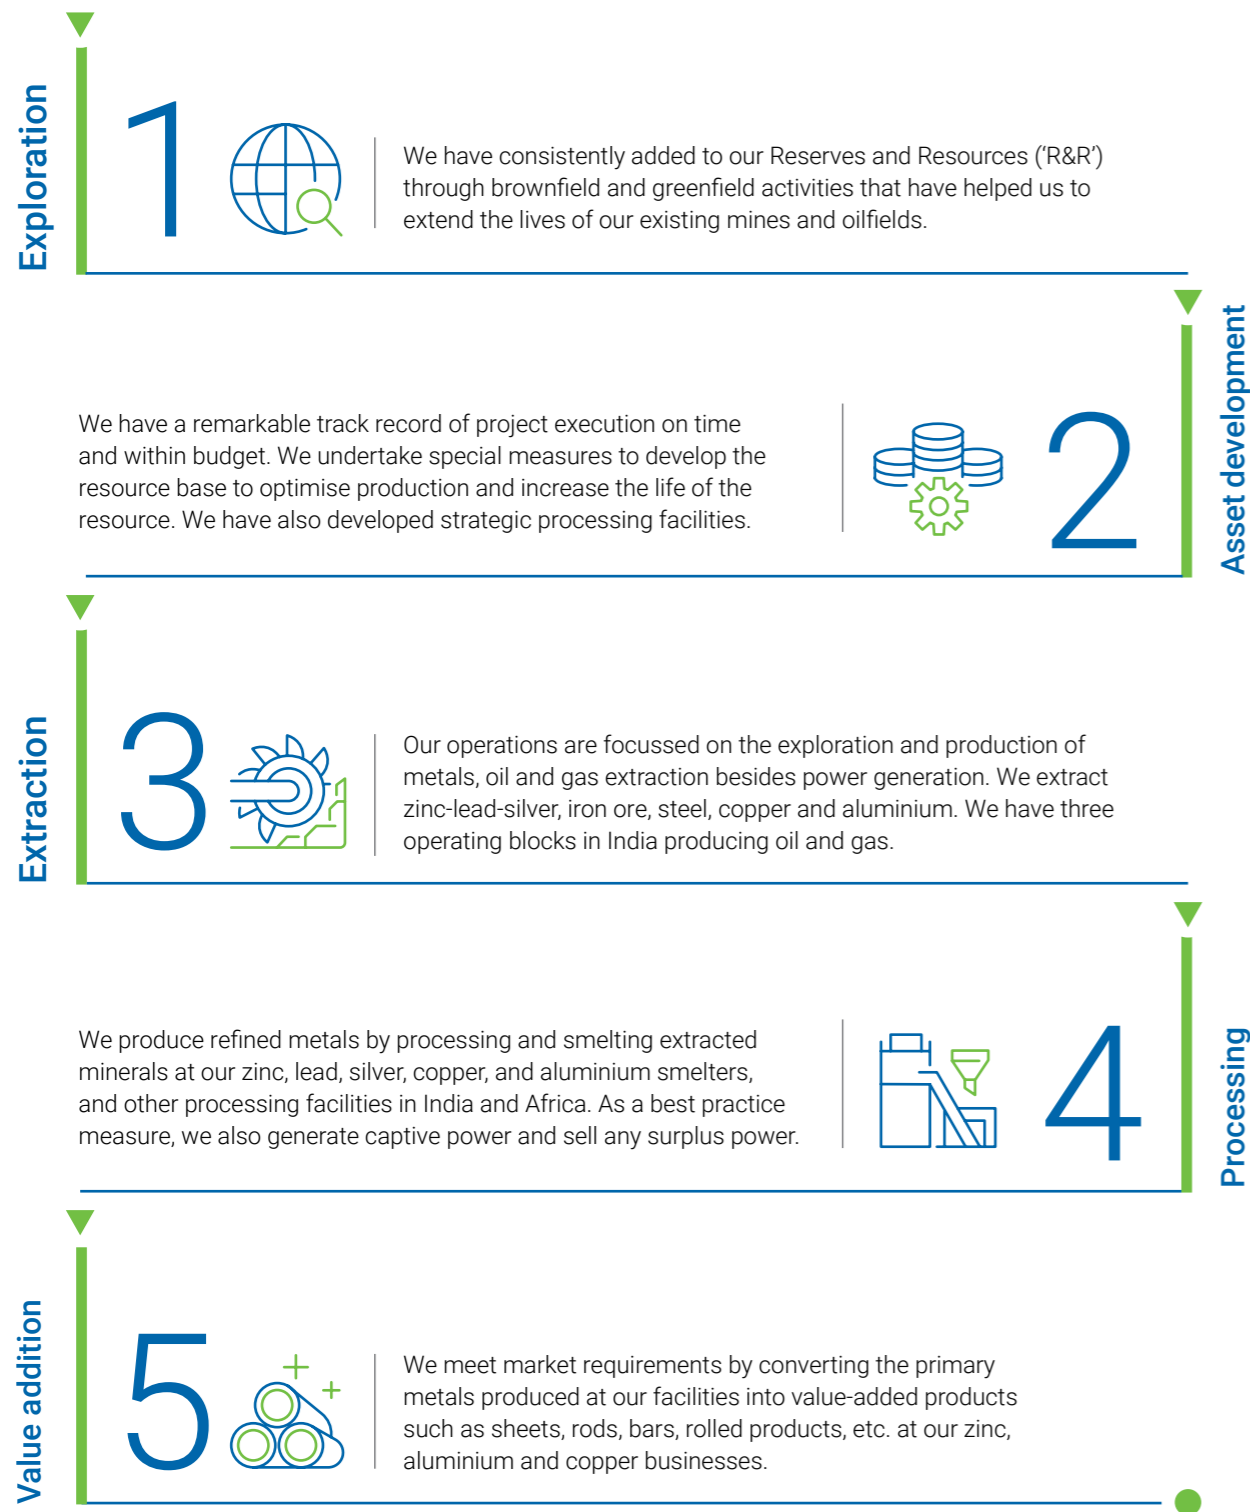 Exploration
1
We have consistently added to our Reserves and Resources (‘R&R’)
through brownfield and greenfield activities that have helped us to
extend the lives of our existing mines and oilfields.
Asset development
2
We have a remarkable track record of project execution on time
and within budget. We undertake special measures to develop the
resource base to optimise production and increase the life of the
resource. We have also developed strategic processing facilities.
Extraction
3
Our operations are focussed on the exploration and production of
metals, oil and gas extraction besides power generation. We extract
zinc-lead-silver, iron ore, steel, copper and aluminium. We have three
operating blocks in India producing oil and gas.
Processing
4
We produce refined metals by processing and smelting extracted
minerals at our zinc, lead, silver, copper, and aluminium smelters,
and other processing facilities in India and Africa. As a best practice
measure, we also generate captive power and sell any surplus power.
Value addition
5
We meet market requirements by converting the primary
metals produced at our facilities into value-added products
such as sheets, rods, bars, rolled products, etc. at our zinc,
aluminium and copper businesses.